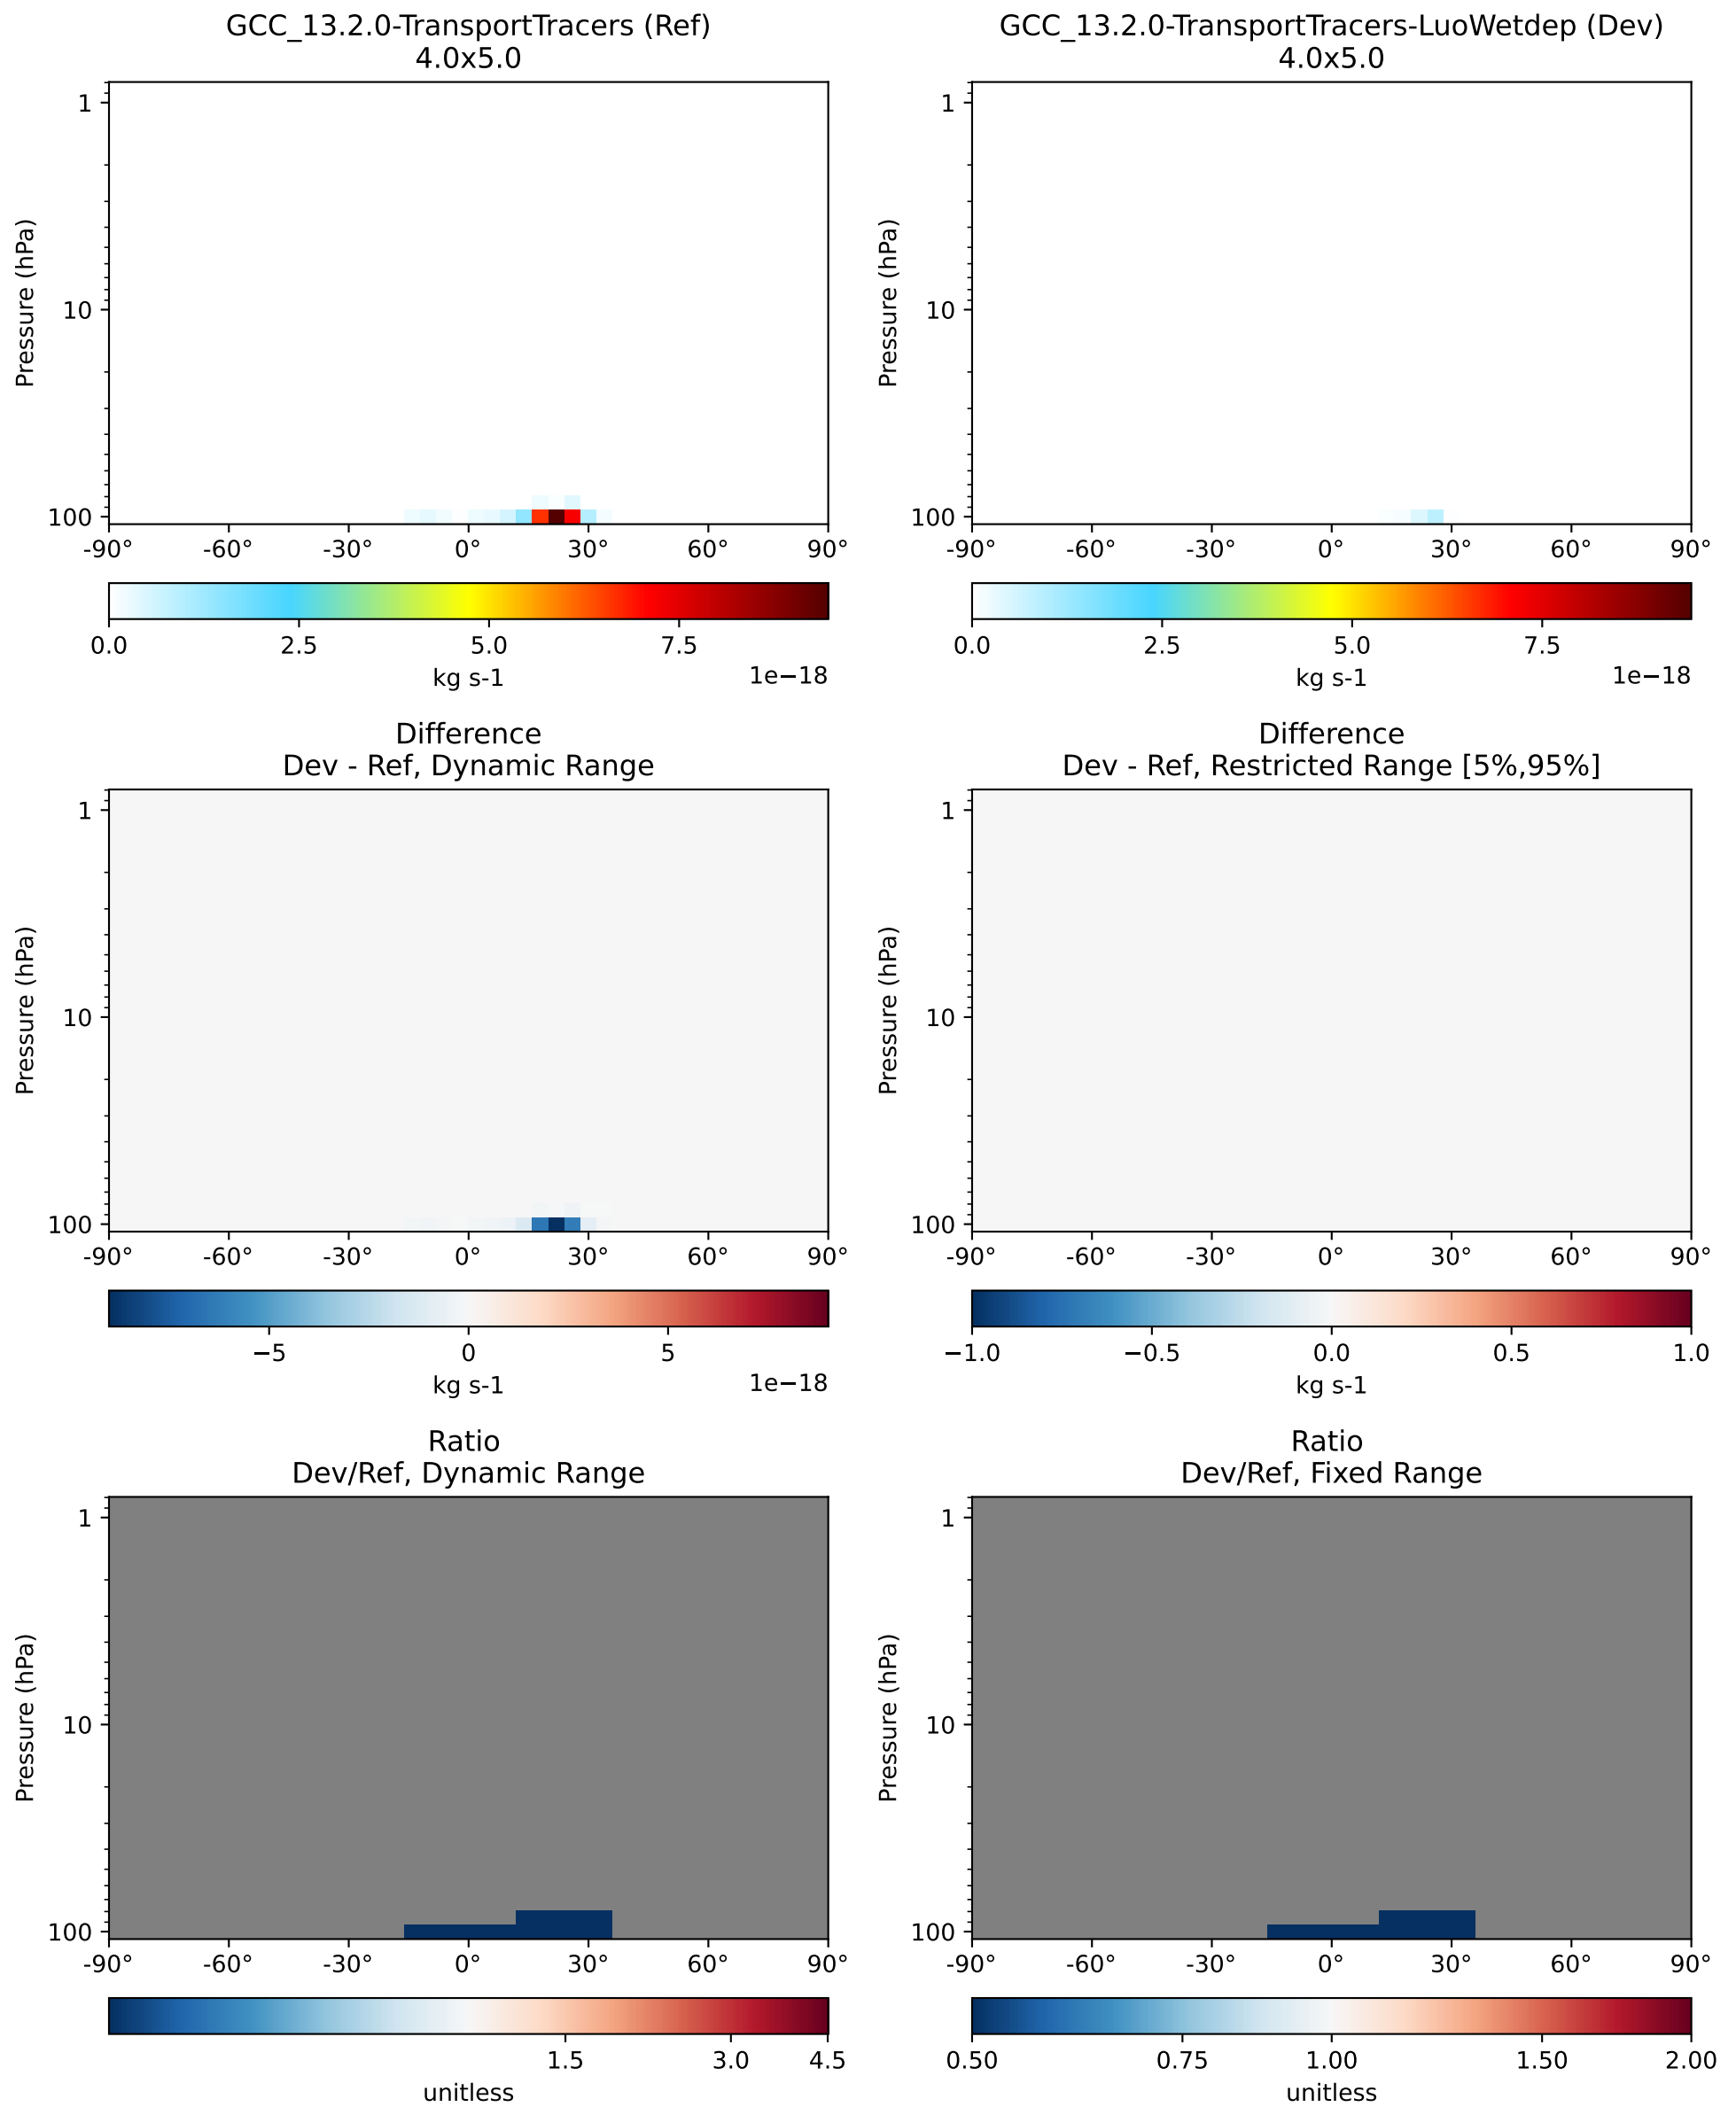 GCC_13.2.0-TransportTracers (Ref)
4.0x5.0
Pressure (hPa)
1
10
100
-90° -60° -30° 0° 30° 60° 90°
0.0 2.5 5.0 7.5
kg s-1
1e−18
GCC_13.2.0-TransportTracers-LuoWetdep (Dev)
4.0x5.0
Pressure (hPa)
1
10
100
-90° -60° -30° 0° 30° 60° 90°
0.0 2.5 5.0 7.5
kg s-1
1e−18
Difference
Dev - Ref, Dynamic Range
Pressure (hPa)
1
10
100
-90° -60° -30° 0° 30° 60° 90°
−5 0 5
kg s-1
1e−18
Difference
Dev - Ref, Restricted Range [5%,95%]
Pressure (hPa)
1
10
100
-90° -60° -30° 0° 30° 60° 90°
−1.0 −0.5 0.0 0.5 1.0
kg s-1
Ratio
Dev/Ref, Dynamic Range
Pressure (hPa)
1
10
100
-90° -60° -30° 0° 30° 60° 90°
1.5 3.0 4.5
unitless
Ratio
Dev/Ref, Fixed Range
Pressure (hPa)
1
10
100
-90° -60° -30° 0° 30° 60° 90°
0.50 0.75 1.00 1.50 2.00
unitless